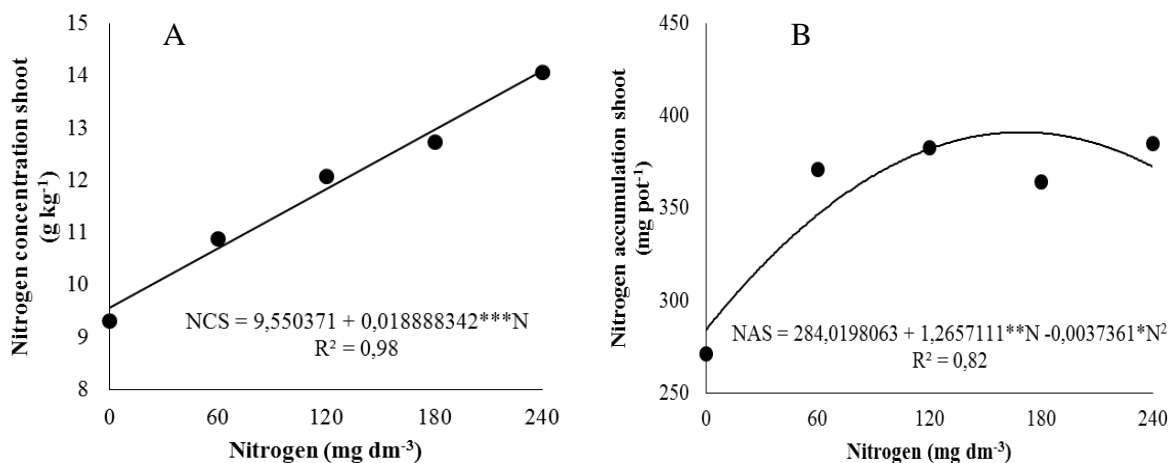 A
Nitrogen concentration shoot
(g kg⁻¹)
15
14
13
12
11
10
9
8
NCS = 9,550371 + 0,018888342***N
R² = 0,98
0 60 120 180 240
Nitrogen (mg dm⁻³)
B
Nitrogen accumulation shoot
(mg pot⁻¹)
450
400
350
300
250
NAS = 284,0198063 + 1,2657111**N -0,0037361*N²
R² = 0,82
0 60 120 180 240
Nitrogen (mg dm⁻³)